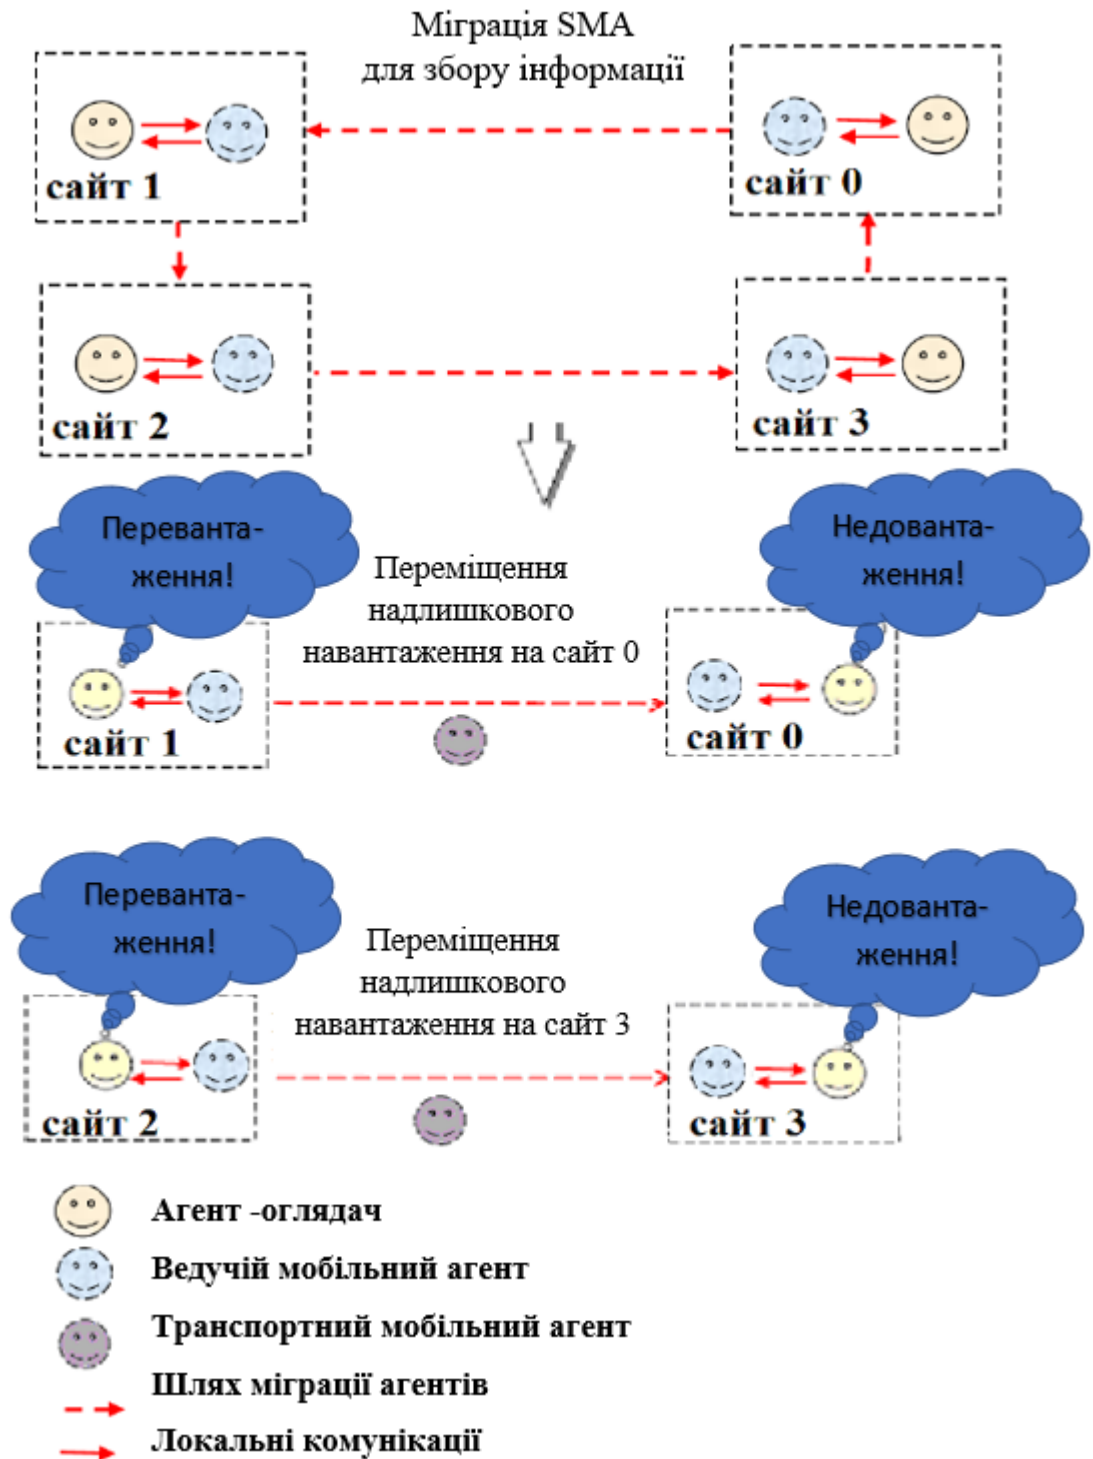 Міграція SMA
для збору інформації
сайт 1
сайт 0
сайт 2
сайт 3
Переванта-
ження!
Недованта-
ження!
Переміщення
надлишкового
навантаження на сайт 0
сайт 1
сайт 0
Переванта-
ження!
Недованта-
ження!
Переміщення
надлишкового
навантаження на сайт 3
сайт 2
сайт 3
Агент -оглядач
Ведучій мобільний агент
Транспортний мобільний агент
Шлях міграції агентів
Локальні комунікації